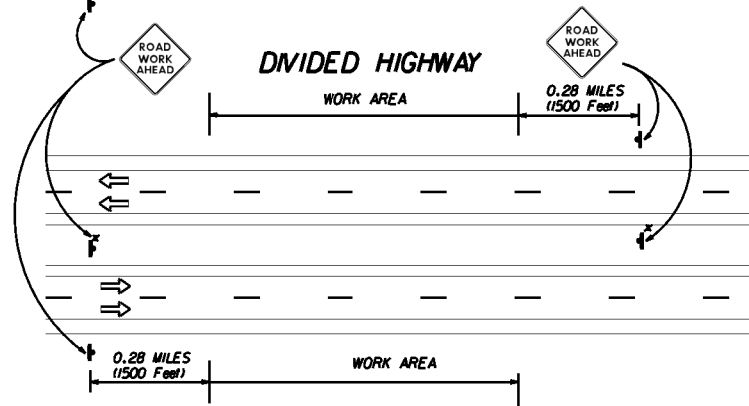 ROAD
WORK
AHEAD
DIVIDED HIGHWAY
ROAD
WORK
AHEAD
WORK AREA
0.28 MILES
(1500 Feet)
x
x
0.28 MILES
(1500 Feet)
WORK AREA